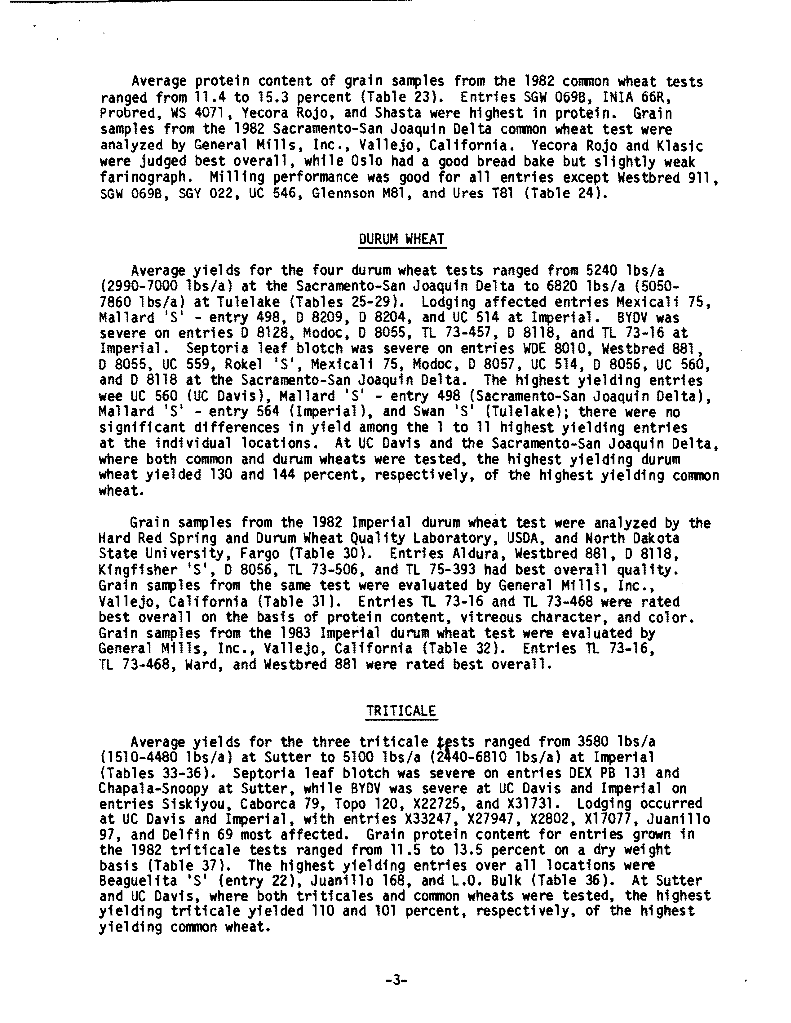 Average protein content of grain samples from the 1982 common wheat tests
ranged from 11.4 to 15.3 percent (Table 23). Entries SGW 069B, INIA 66R,
Probred, WS 4071, Yecora Rojo, and Shasta were highest in protein. Grain
samples from the 1982 Sacramento-San Joaquin Delta common wheat test were
analyzed by General Mills, Inc., Vallejo, California. Yecora Rojo and Klasic
were judged best overall, while Oslo had a good bread bake but slightly weak
farinograph. Milling performance was good for all entries except Westbred 911,
SGW 069B, SGY 022, UC 546, Glennson M81, and Ures T81 (Table 24).
DURUM WHEAT
Average yields for the four durum wheat tests ranged from 5240 lbs/a
(2990-7000 lbs/a) at the Sacramento-San Joaquin Delta to 6820 lbs/a (5050-
7860 lbs/a) at Tulelake (Tables 25-29). Lodging affected entries Mexicali 75,
Mallard 'S' - entry 498, D 8209, D 8204, and UC 514 at Imperial. BYDV was
severe on entries D 8128, Modoc, D 8055, TL 73-457, D 8118, and TL 73-16 at
Imperial. Septoria leaf blotch was severe on entries WDE 8010, Westbred 881,
D 8055, UC 559, Rokel 'S', Mexicali 75, Modoc, D 8057, UC 514, D 8056, UC 560,
and D 8118 at the Sacramento-San Joaquin Delta. The highest yielding entries
wee UC 560 (UC Davis), Mallard 'S' - entry 498 (Sacramento-San Joaquin Delta),
Mallard 'S' - entry 564 (Imperial), and Swan 'S' (Tulelake); there were no
significant differences in yield among the 1 to 11 highest yielding entries
at the individual locations. At UC Davis and the Sacramento-San Joaquin Delta,
where both common and durum wheats were tested, the highest yielding durum
wheat yielded 130 and 144 percent, respectively, of the highest yielding common
wheat.
Grain samples from the 1982 Imperial durum wheat test were analyzed by the
Hard Red Spring and Durum Wheat Quality Laboratory, USDA, and North Dakota
State University, Fargo (Table 30). Entries Aldura, Westbred 881, D 8118,
Kingfisher 'S', D 8056, TL 73-506, and TL 75-393 had best overall quality.
Grain samples from the same test were evaluated by General Mills, Inc.,
Vallejo, California (Table 31). Entries TL 73-16 and TL 73-468 were rated
best overall on the basis of protein content, vitreous character, and color.
Grain samples from the 1983 Imperial durum wheat test were evaluated by
General Mills, Inc., Vallejo, California (Table 32). Entries TL 73-16,
TL 73-468, Ward, and Westbred 881 were rated best overall.
TRITICALE
Average yields for the three triticale tests ranged from 3580 lbs/a
(1510-4480 lbs/a) at Sutter to 5100 lbs/a (2440-6810 lbs/a) at Imperial
(Tables 33-36). Septoria leaf blotch was severe on entries DEX PB 131 and
Chapala-Snoopy at Sutter, while BYDV was severe at UC Davis and Imperial on
entries Siskiyou, Caborca 79, Topo 120, X22725, and X31731. Lodging occurred
at UC Davis and Imperial, with entries X33247, X27947, X2802, X17077, Juanillo
97, and Delfin 69 most affected. Grain protein content for entries grown in
the 1982 triticale tests ranged from 11.5 to 13.5 percent on a dry weight
basis (Table 37). The highest yielding entries over all locations were
Beaguelita 'S' (entry 22), Juanillo 168, and L.O. Bulk (Table 36). At Sutter
and UC Davis, where both triticales and common wheats were tested, the highest
yielding triticale yielded 110 and 101 percent, respectively, of the highest
yielding common wheat.
-3-